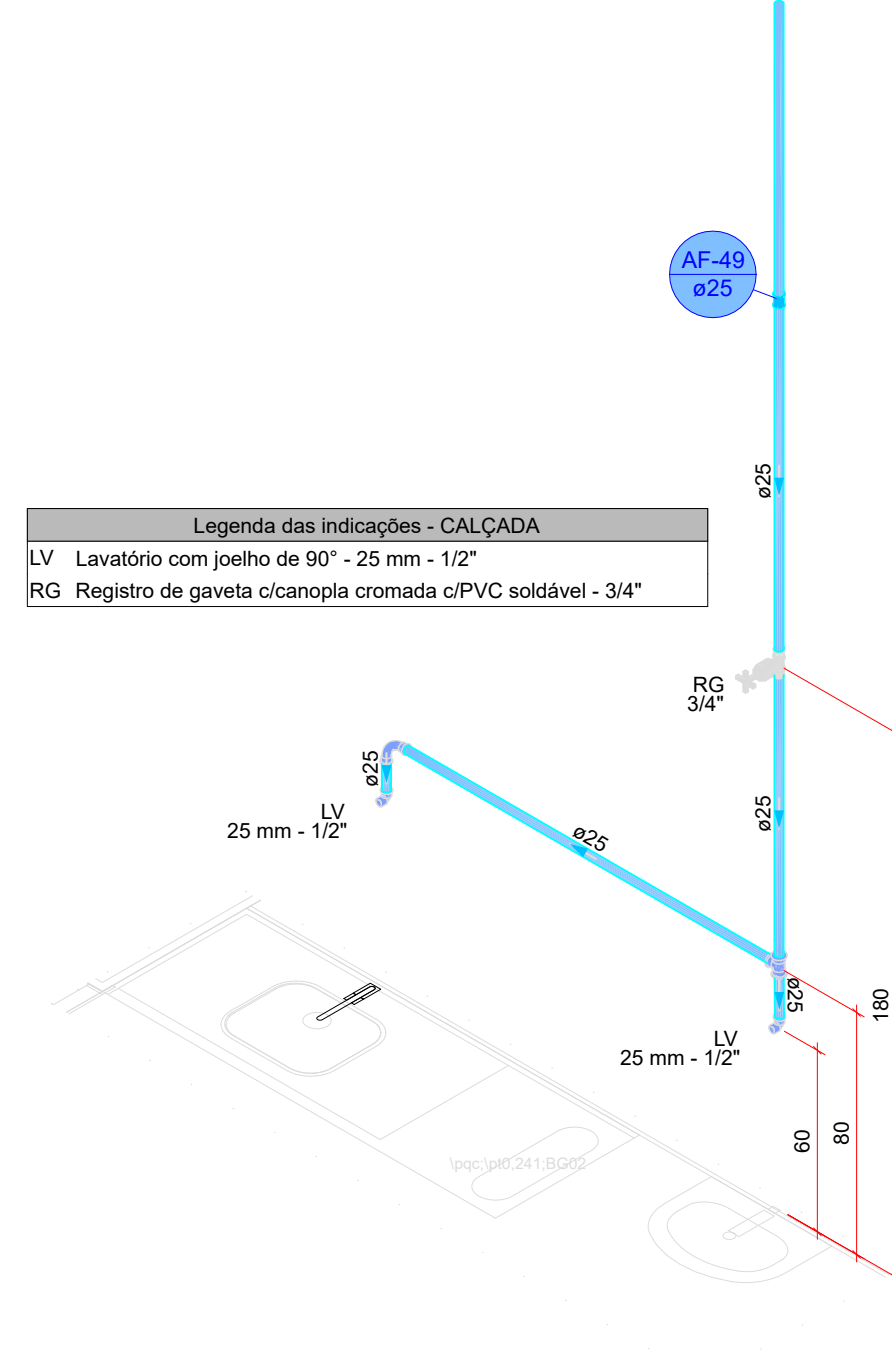 AF-49
ø25
ø25
Legenda das indicações - CALÇADA
LV Lavatório com joelho de 90° - 25 mm - 1/2"
RG Registro de gaveta c/canopla cromada c/PVC soldável - 3/4"
RG
3/4"
ø25
LV
25 mm - 1/2"
ø25
ø25
ø25
LV
25 mm - 1/2"
180
60
80
\pqc;\pt0,241;BG02